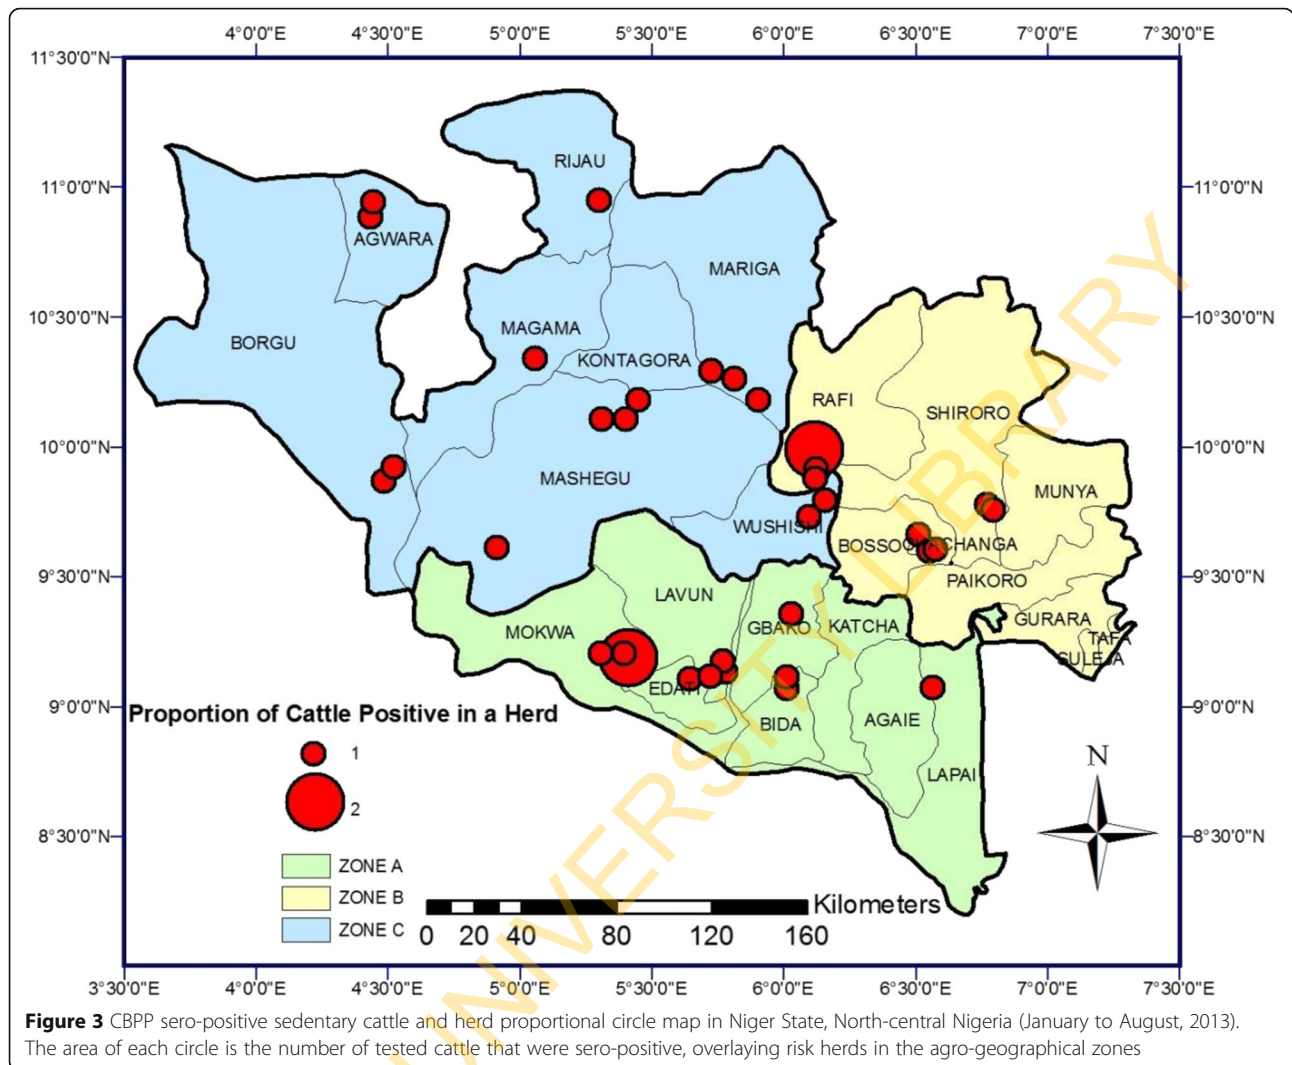 4°0'0"E 5°0'0"E 5°30'0"E 6°0'0"E 6°30'0"E 7°0'0"E 7°30'0"E
11°30'0"N
11°0'0"N 11°0'0"N
10°30'0"N 10°30'0"N
10°0'0"N 10°0'0"N
9°30'0"N 9°30'0"N
9°0'0"N 9°0'0"N
8°30'0"N 8°30'0"N
RIJAU
AGWARA
MARIGA
MAGAMA
BORGU
KONTAGORA
RAFI
SHIRORO
MASHEGU
MUNYA
WUSHISHI
BOSSO
CHANGA
PAIKORO
LAVUN
GURARA
MOKWA
GBAKO
KATCHA
TAFA
SULEJA
EDATI
BIDA
AGAIE
LAPAI
Proportion of Cattle Positive in a Herd
1
2
ZONE A
ZONE B
ZONE C
N
Kilometers
0 20 40 80 120 160
3°30'0"E 4°0'0"E 4°30'0"E 5°0'0"E 5°30'0"E 6°0'0"E 6°30'0"E 7°0'0"E 7°30'0"E
UNIVERSITY LIBRARY
Figure 3 CBPP sero-positive sedentary cattle and herd proportional circle map in Niger State, North-central Nigeria (January to August, 2013).
The area of each circle is the number of tested cattle that were sero-positive, overlaying risk herds in the agro-geographical zones